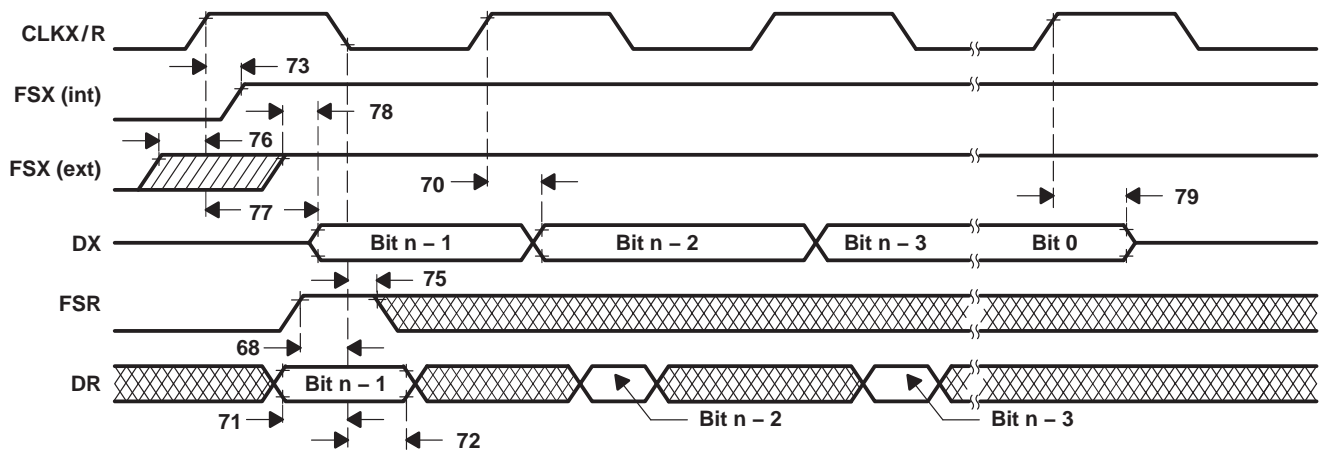 CLKX/R
73
FSX (int)
78
76
FSX (ext)
70
79
77
DX
Bit n – 1
Bit n – 2
Bit n – 3
Bit 0
75
FSR
68
DR
Bit n – 1
71
Bit n – 2
Bit n – 3
72